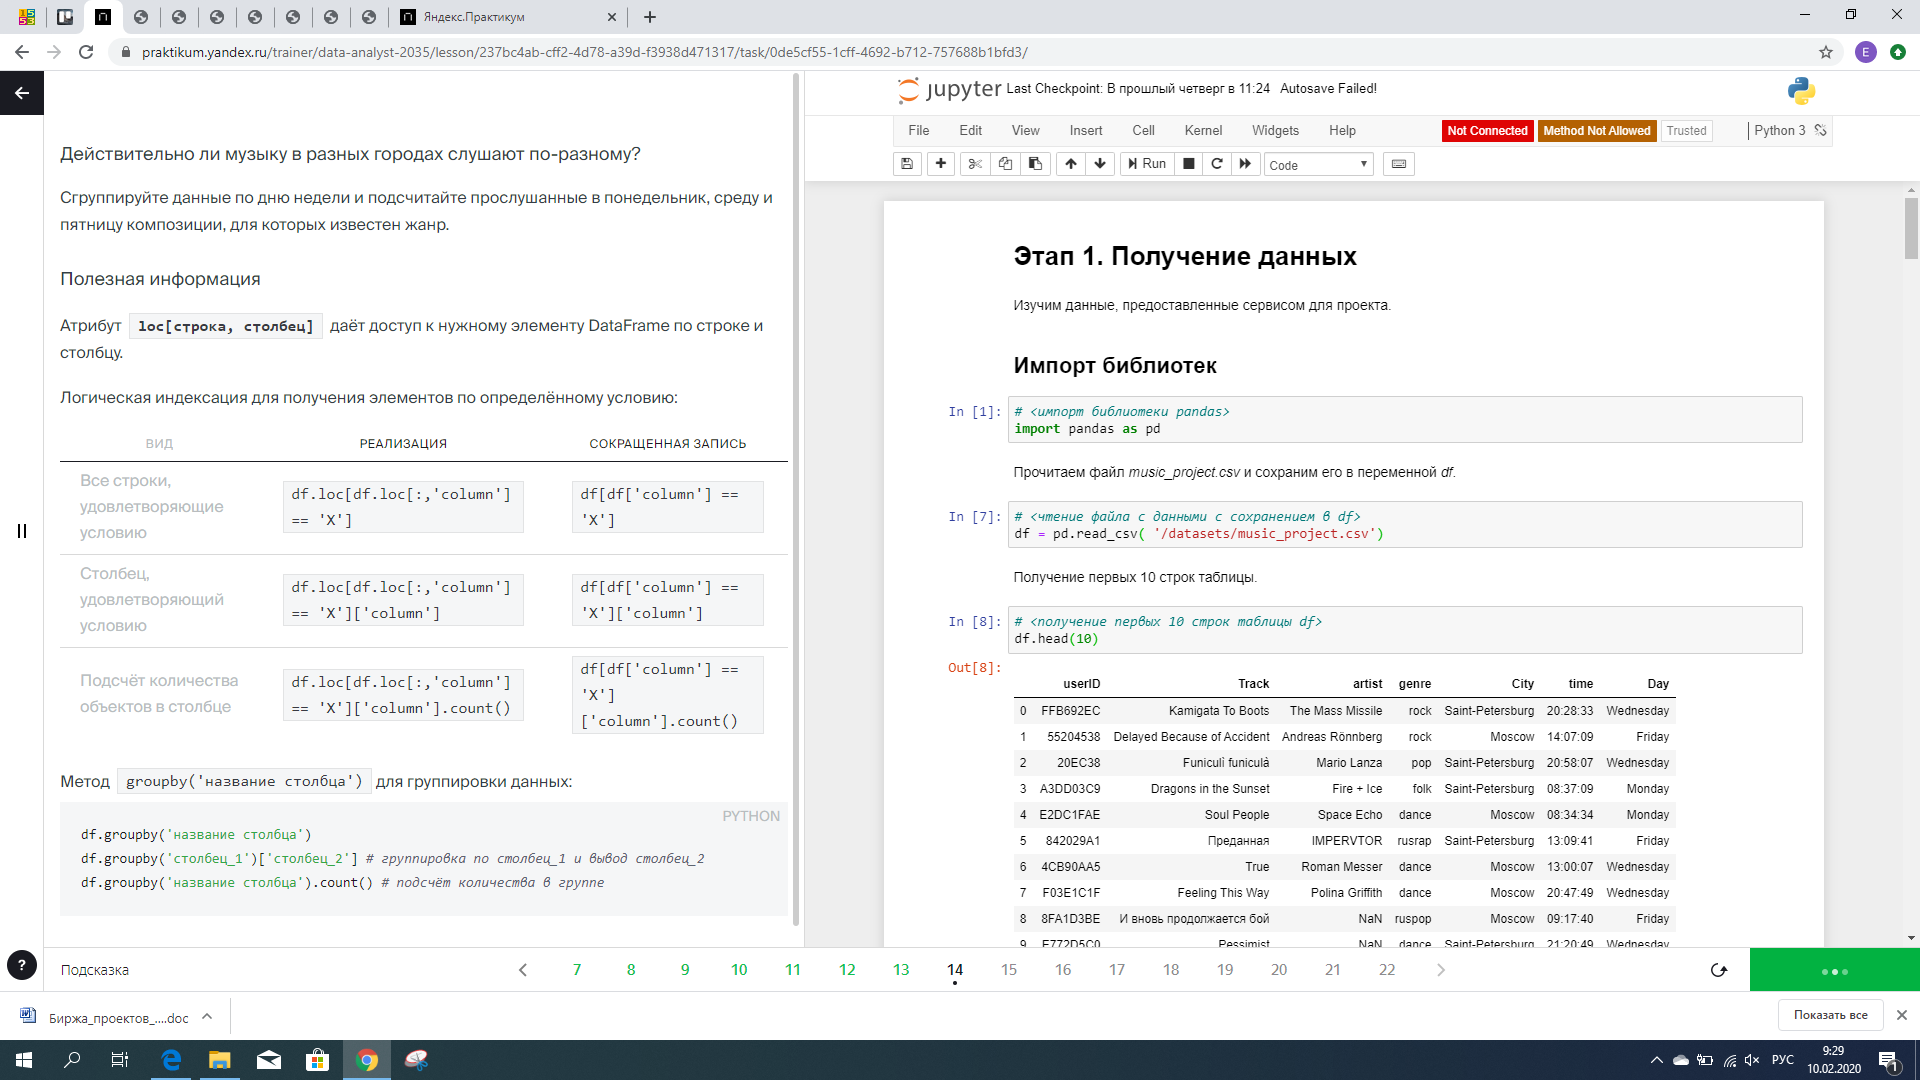 Яндекс.Практикум
praktikum.yandex.ru/trainer/data-analyst-2035/lesson/237bc4ab-cff2-4d78-a39d-f3938d471317/task/0de5cf55-1cff-4692-b712-757688b1bfd3/
E
Действительно ли музыку в разных городах слушают по-разному?
Сгруппируйте данные по дню недели и подсчитайте прослушанные в понедельник, среду и
пятницу композиции, для которых известен жанр.
Полезная информация
Атрибут loc[строка, столбец] даёт доступ к нужному элементу DataFrame по строке и
столбцу.
Логическая индексация для получения элементов по определённому условию:
ВИД РЕАЛИЗАЦИЯ СОКРАЩЕННАЯ ЗАПИСЬ
Все строки,
удовлетворяющие
условию
df.loc[df.loc[:,'column']
== 'X']
df[df['column'] ==
'X']
Столбец,
удовлетворяющий
условию
df.loc[df.loc[:,'column']
== 'X']['column']
df[df['column'] ==
'X']['column']
Подсчёт количества
объектов в столбце
df.loc[df.loc[:,'column']
== 'X']['column'].count()
df[df['column'] ==
'X']
['column'].count()
Метод groupby('название столбца') для группировки данных:
PYTHON
df.groupby('название столбца')
df.groupby('столбец_1')['столбец_2'] # группировка по столбец_1 и вывод столбец_2
df.groupby('название столбца').count() # подсчёт количества в группе
jupyter Last Checkpoint: В прошлый четверг в 11:24 Autosave Failed!
File Edit View Insert Cell Kernel Widgets Help Not Connected Method Not Allowed Trusted Python 3
Run Code
Этап 1. Получение данных
Изучим данные, предоставленные сервисом для проекта.
Импорт библиотек
In [1]: # <импорт библиотеки pandas>
import pandas as pd
Прочитаем файл music_project.csv и сохраним его в переменной df.
In [7]: # <чтение файла с данными с сохранением в df>
df = pd.read_csv( '/datasets/music_project.csv')
Получение первых 10 строк таблицы.
In [8]: # <получение первых 10 строк таблицы df>
df.head(10)
Out[8]:
userID Track artist genre City time Day
0 FFB692EC Kamigata To Boots The Mass Missile rock Saint-Petersburg 20:28:33 Wednesday
1 55204538 Delayed Because of Accident Andreas Rönnberg rock Moscow 14:07:09 Friday
2 20EC38 Funiculì funiculà Mario Lanza pop Saint-Petersburg 20:58:07 Wednesday
3 A3DD03C9 Dragons in the Sunset Fire + Ice folk Saint-Petersburg 08:37:09 Monday
4 E2DC1FAE Soul People Space Echo dance Moscow 08:34:34 Monday
5 842029A1 Преданная IMPERVTOR rusrap Saint-Petersburg 13:09:41 Friday
6 4CB90AA5 True Roman Messer dance Moscow 13:00:07 Wednesday
7 F03E1C1F Feeling This Way Polina Griffith dance Moscow 20:47:49 Wednesday
8 8FA1D3BE И вновь продолжается бой NaN ruspop Moscow 09:17:40 Friday
9 E772D5C0 Pessimist NaN dance Saint-Petersburg 21:20:49 Wednesday
? Подсказка 7 8 9 10 11 12 13 14 15 16 17 18 19 20 21 22
Биржа_проектов_....doc Показать все
РУС 9:29
10.02.2020
1